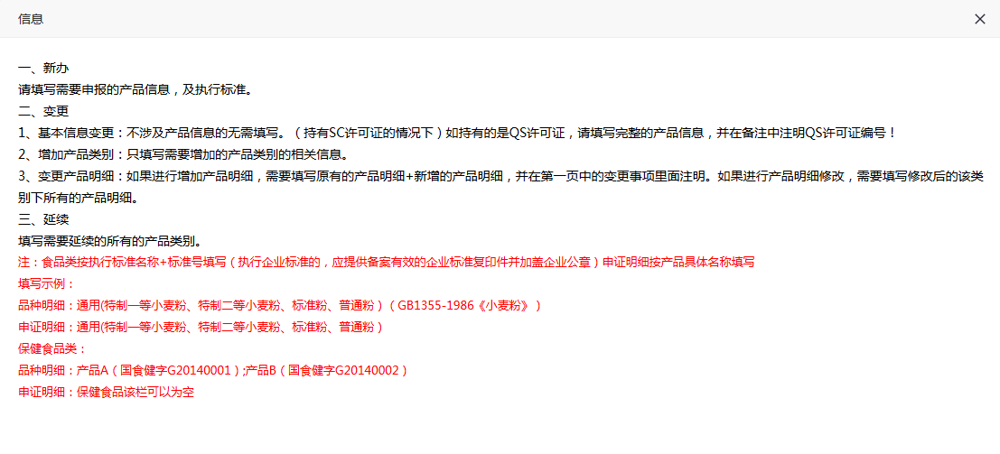 信息
一、新办
请填写需要申报的产品信息，及执行标准。
二、变更
1、基本信息变更：不涉及产品信息的无需填写。（持有SC许可证的情况下）如持有的是QS许可证，请填写完整的产品信息，并在备注中注明QS许可证编号！
2、增加产品类别：只填写需要增加的产品类别的相关信息。
3、变更产品明细：如果进行增加产品明细，需要填写原有的产品明细+新增的产品明细，并在第一页中的变更事项里面注明。如果进行产品明细修改，需要填写修改后的该类
别下所有的产品明细。
三、延续
填写需要延续的所有的产品类别。
注：食品类按执行标准名称+标准号填写（执行企业标准的，应提供备案有效的企业标准复印件并加盖企业公章）申证明细按产品具体名称填写
填写示例：
品种明细：通用(特制一等小麦粉、特制二等小麦粉、标准粉、普通粉）（GB1355-1986《小麦粉》）
申证明细：通用(特制一等小麦粉、特制二等小麦粉、标准粉、普通粉）
保健食品类：
品种明细：产品A（国食健字G20140001）;产品B（国食健字G20140002）
申证明细：保健食品该栏可以为空